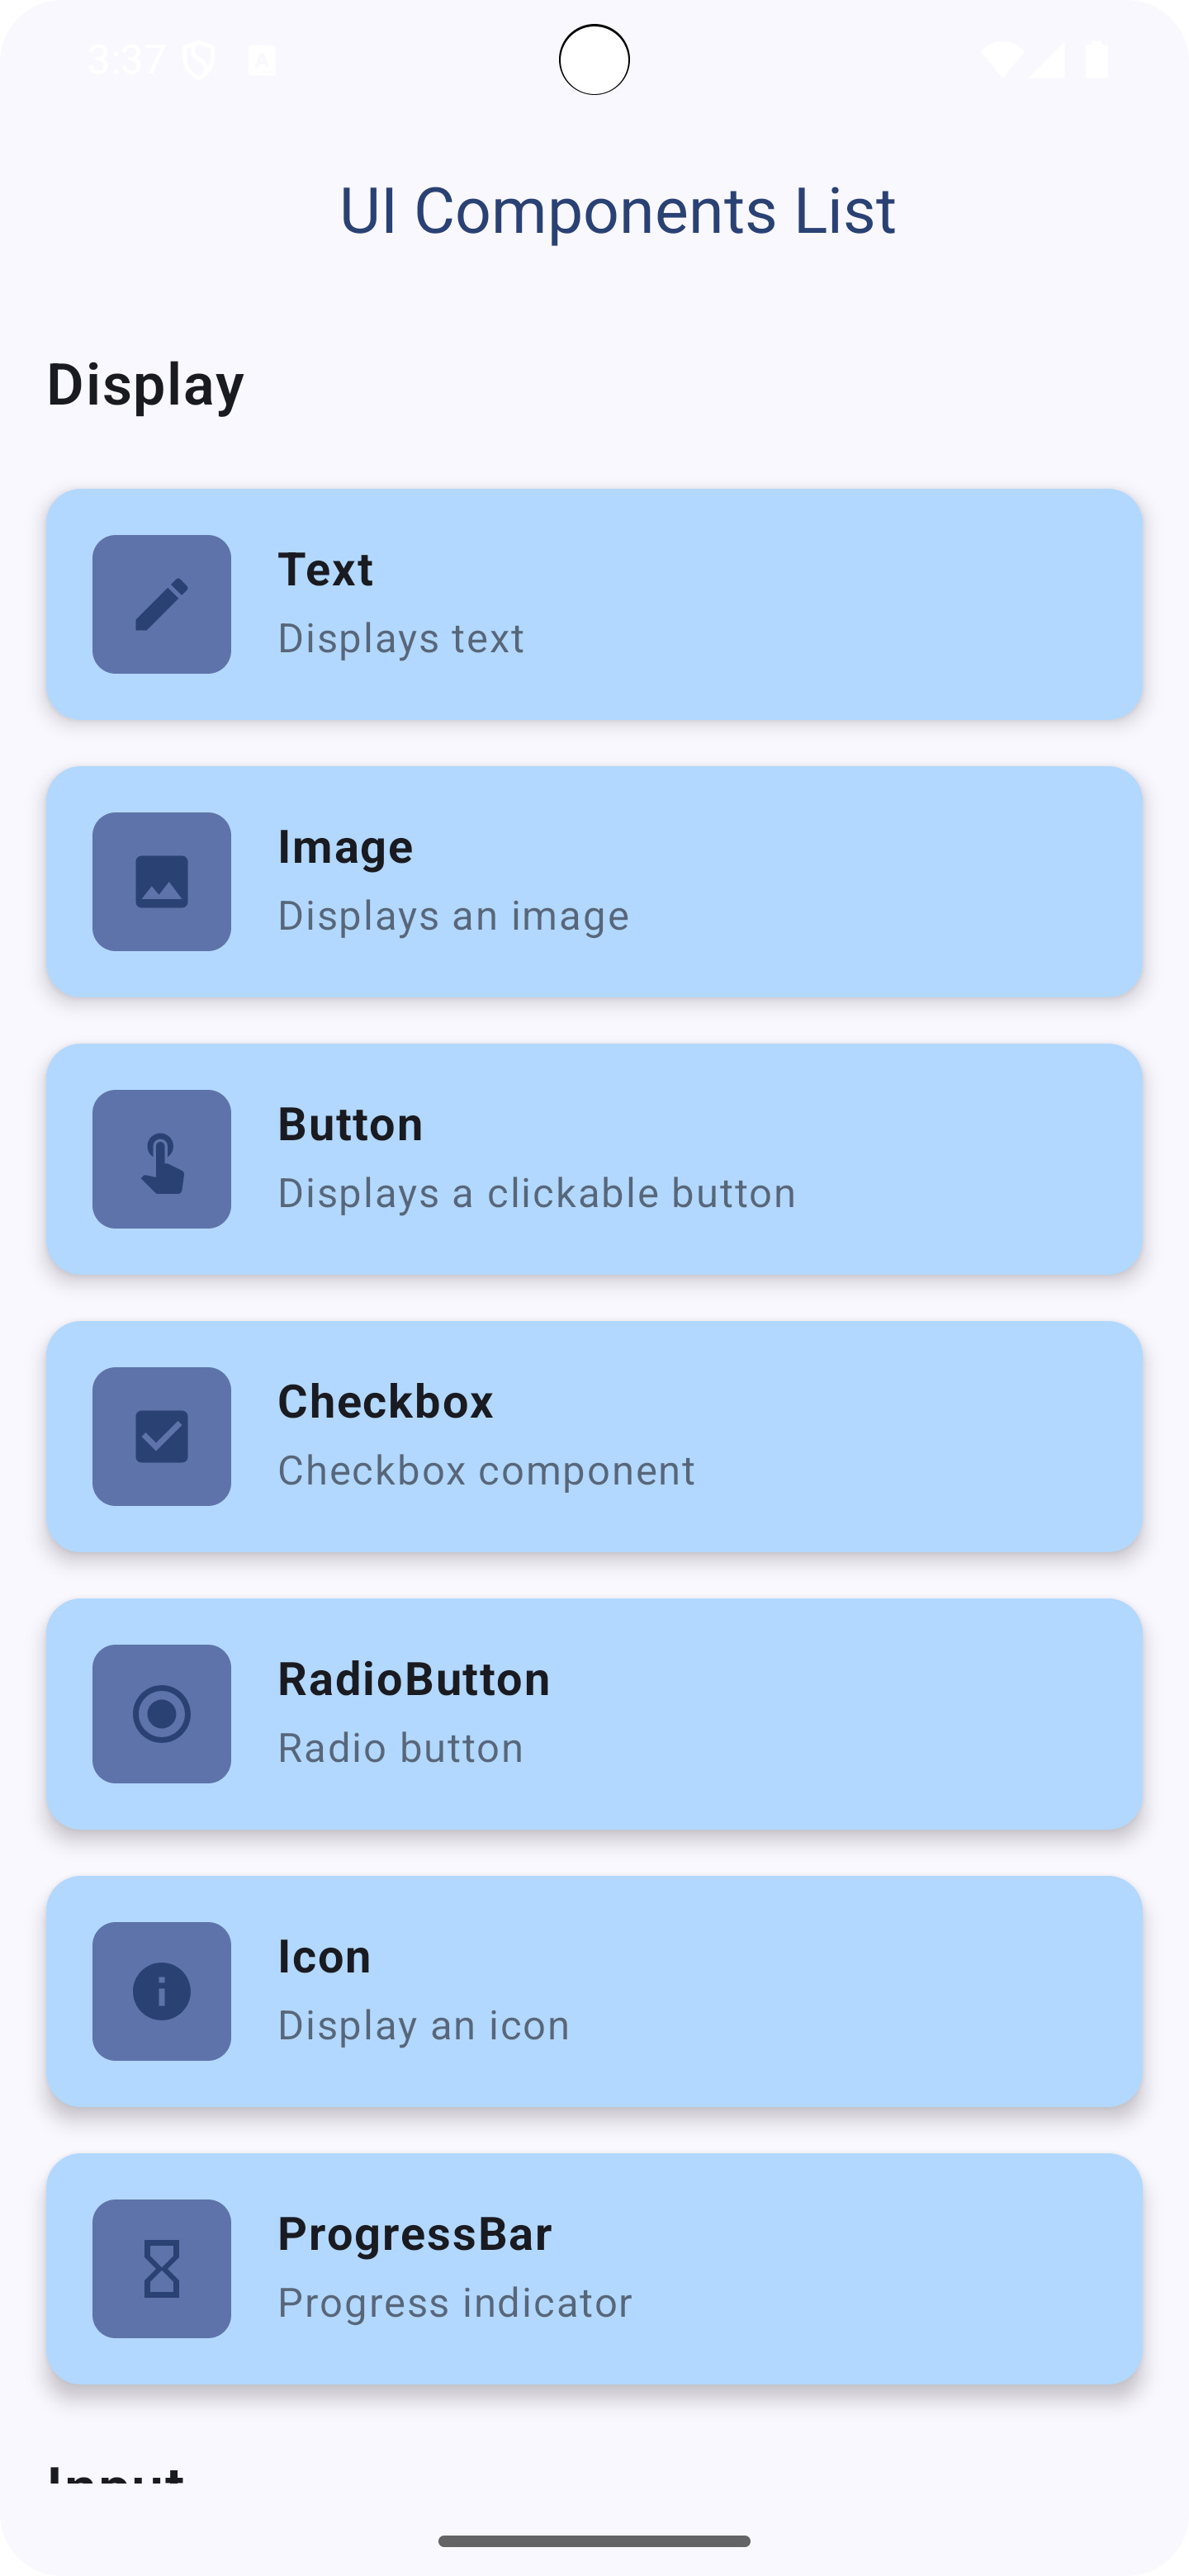 3:37
UI Components List
Display
Text
Displays text
Image
Displays an image
Button
Displays a clickable button
Checkbox
Checkbox component
RadioButton
Radio button
Icon
Display an icon
ProgressBar
Progress indicator
Input